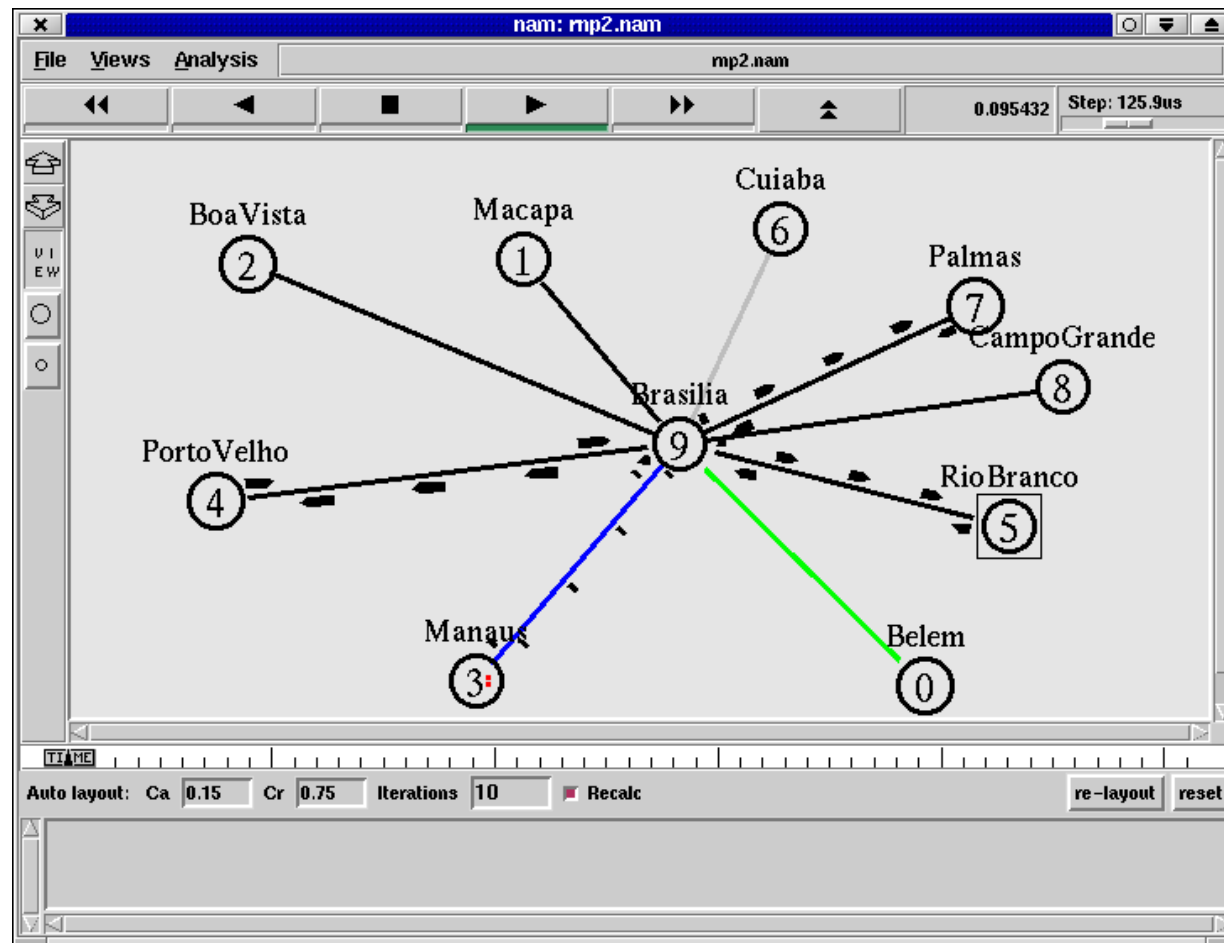 nam: rnp2.nam
File Views Analysis rnp2.nam
0.095432 Step: 125.9us
VIEW
Cuiaba
6
BoaVista
2
Macapa
1
Palmas
7
CampoGrande
8
Brasilia
9
PortoVelho
4
RioBranco
5
Manaus
3
Belem
0
TIME
Auto layout: Ca 0.15 Cr 0.75 Iterations 10 Recalc re-layout reset